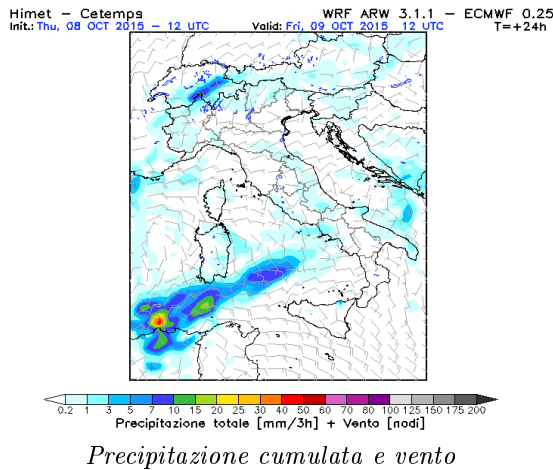 Himet - Cetemps WRF ARW 3.1.1 - ECMWF 0.25
Init.: Thu, 08 OCT 2015 - 12 UTC Valid: Fri, 09 OCT 2015 12 UTC T=+24h
0.2 1 3 5 7 10 15 20 25 30 40 50 60 70 80 100 125 150 175 200
Precipitazione totale [mm/3h] + Vento [nodi]
Precipitazione cumulata e vento